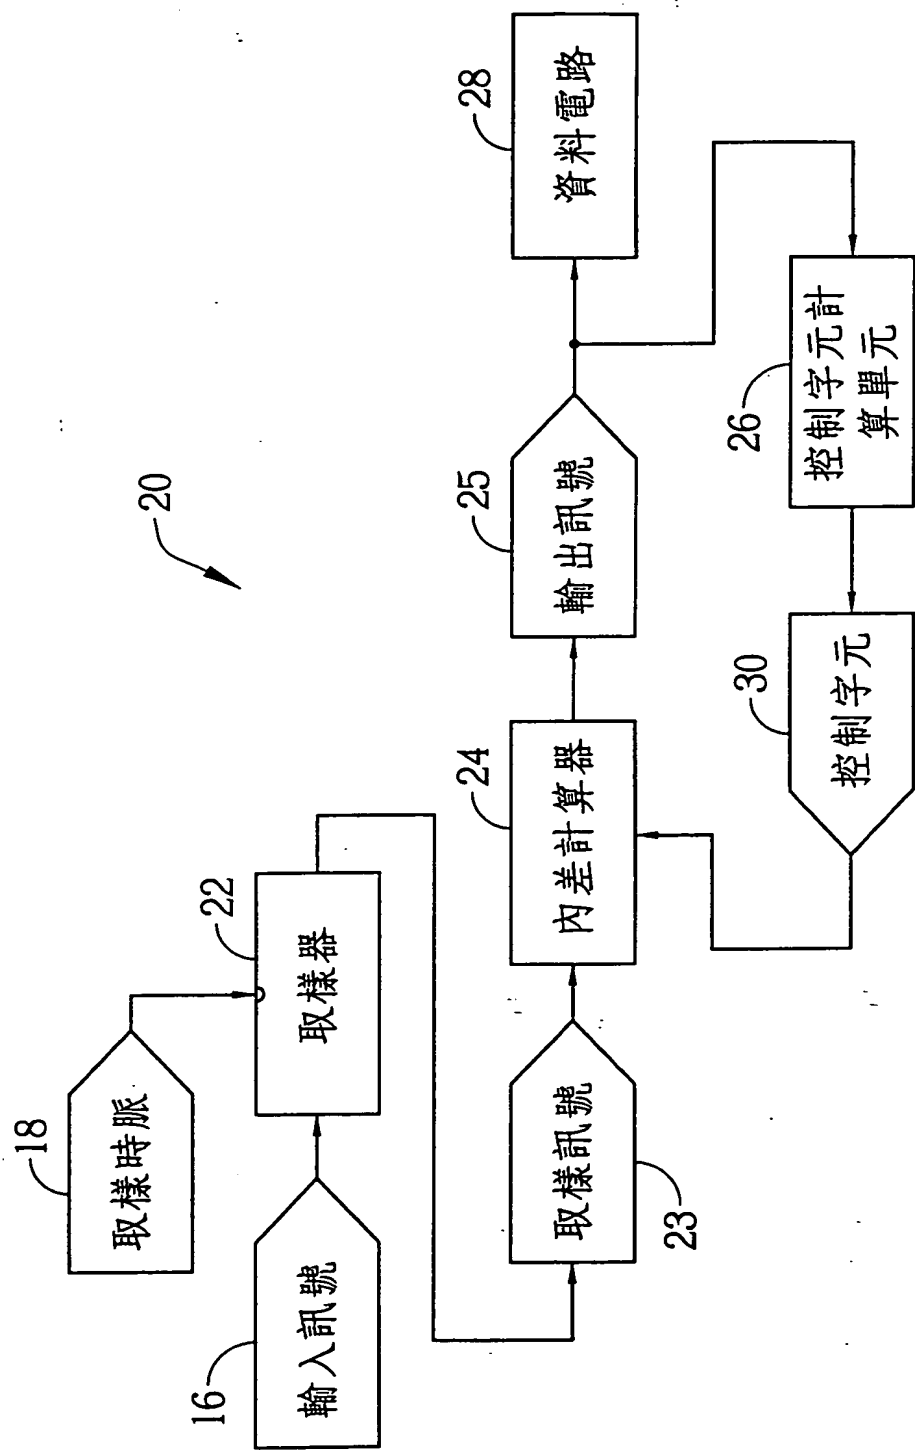 20
18
取樣時脈
16
輸入訊號
22
取樣器
23
取樣訊號
24
內差計算器
25
輸出訊號
28
資料電路
26
控制字元計
算單元
30
控制字元